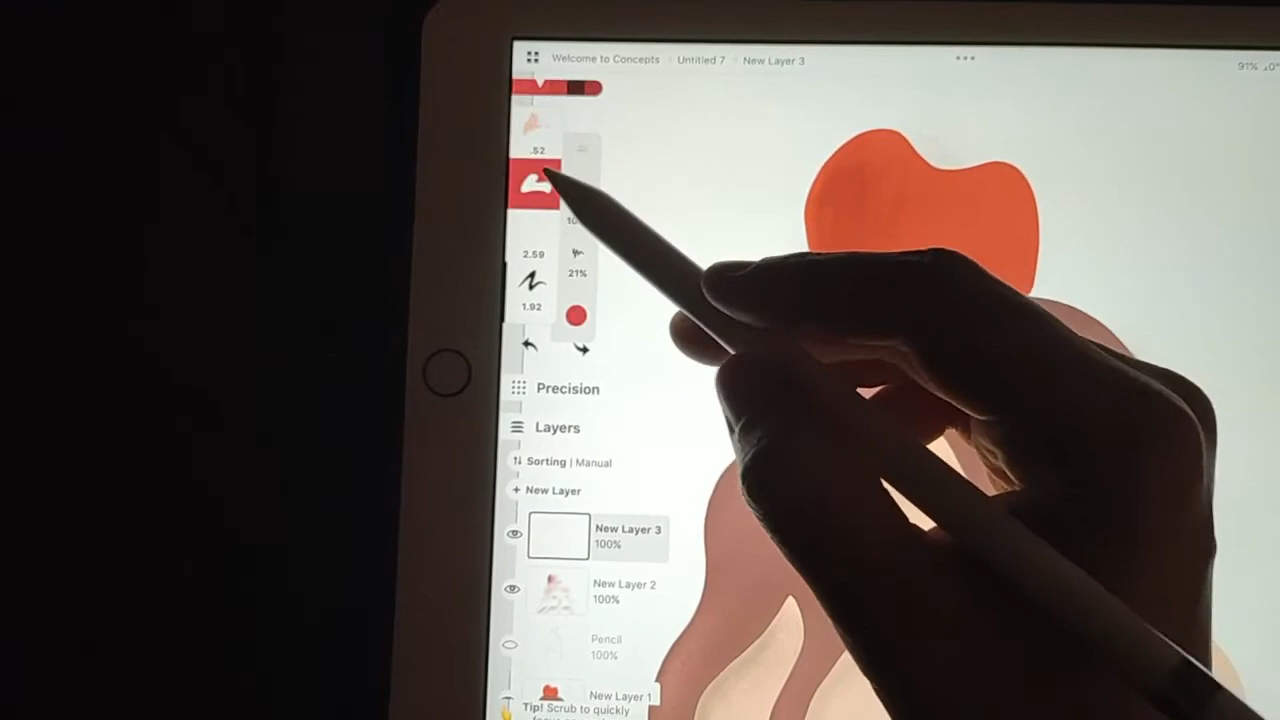 Welcome to Concepts Untitled 7 New Layer 3
91%
.52
2.59
21%
1.92
Precision
Layers
Sorting | Manual
+ New Layer
New Layer 3
100%
New Layer 2
100%
Pencil
100%
New Layer 1
Tip! Scrub to quickly